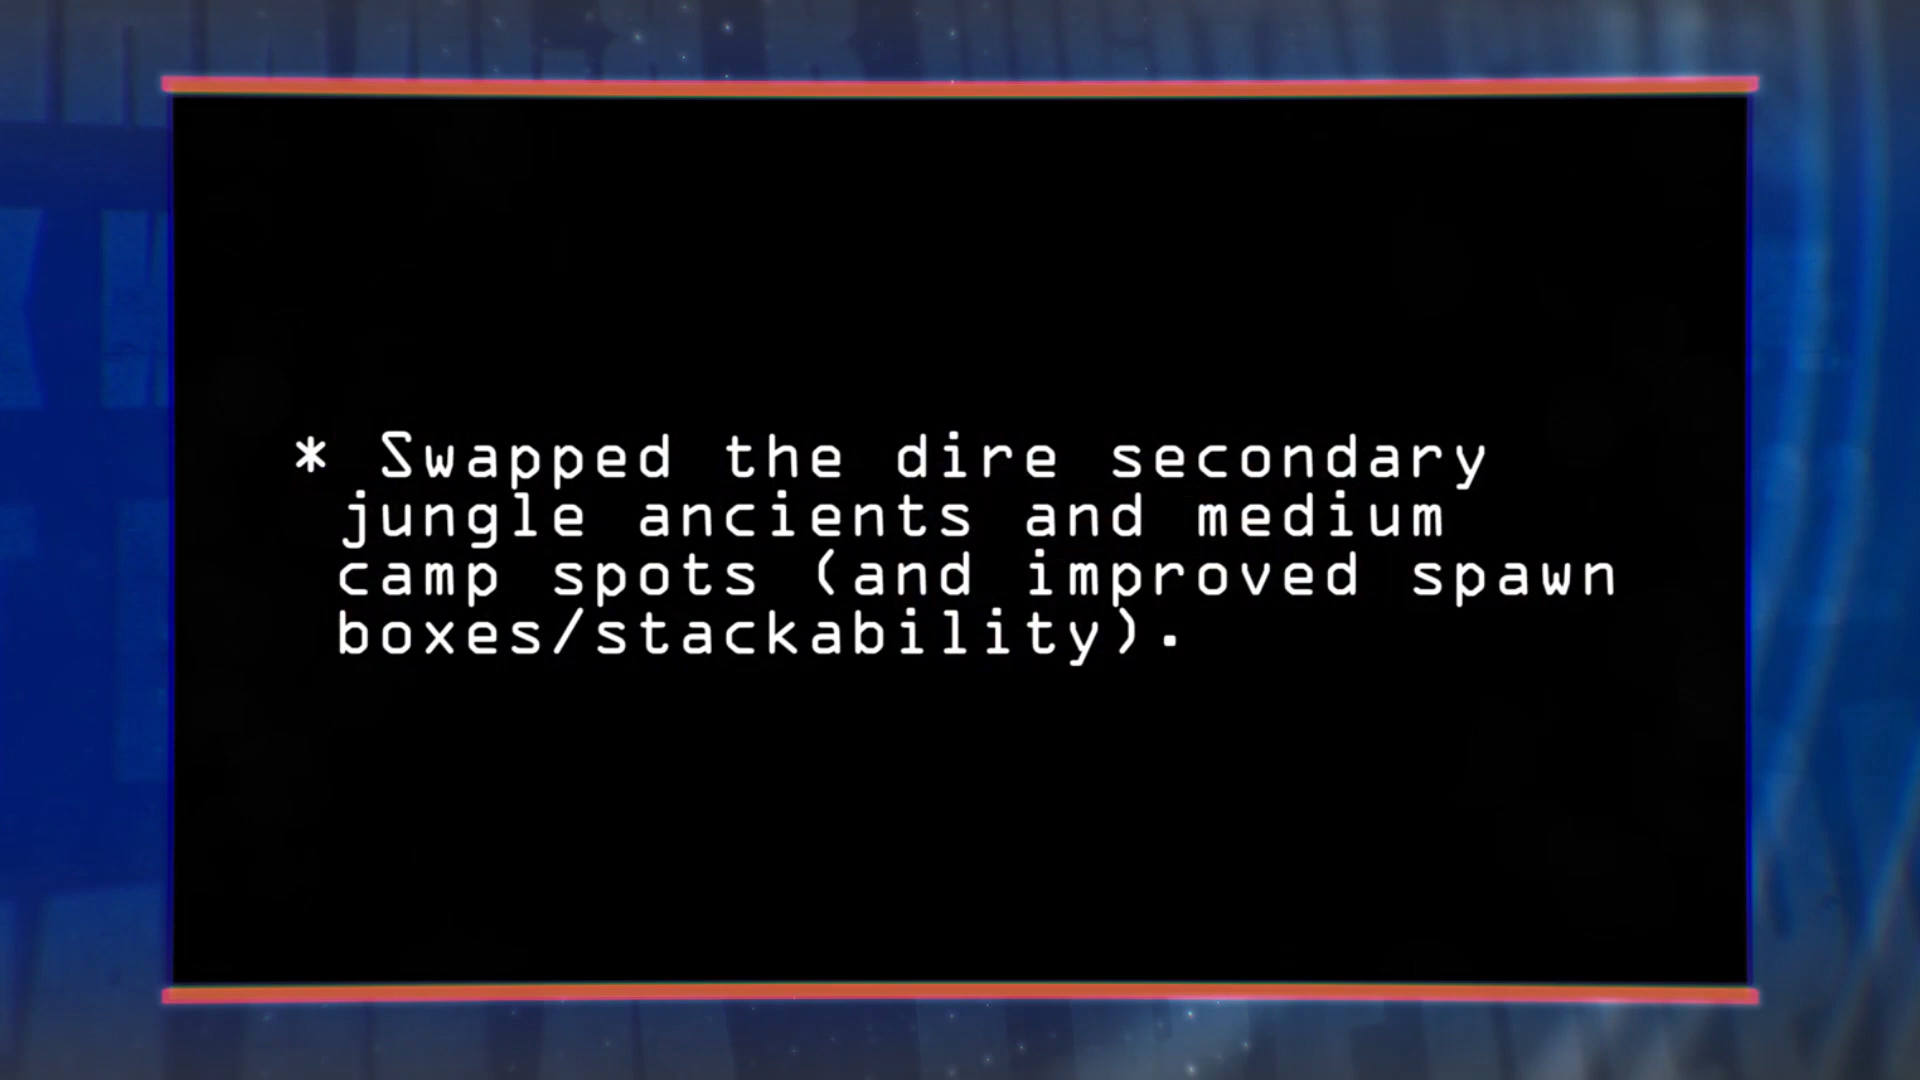 * Swapped the dire secondary
jungle ancients and medium
camp spots (and improved spawn
boxes/stackability).